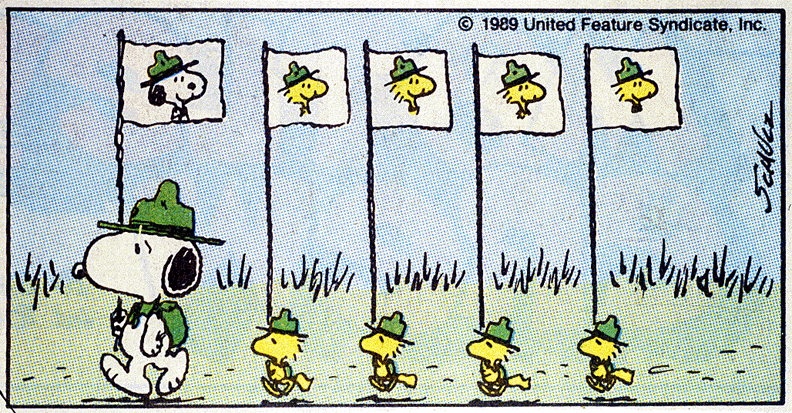 © 1989 United Feature Syndicate, Inc.
SCHULZ